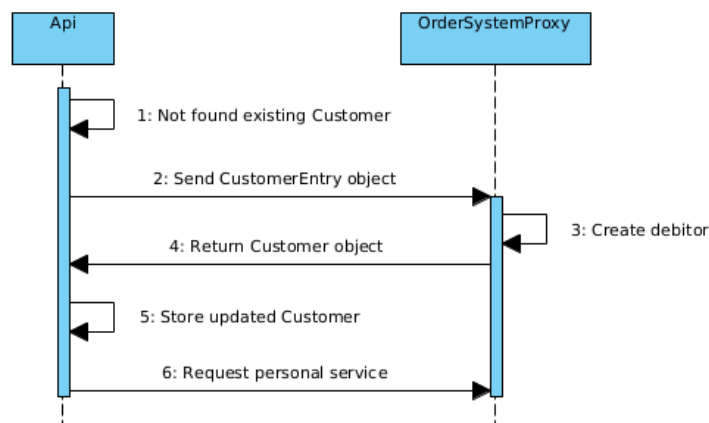 Api
OrderSystemProxy
1: Not found existing Customer
2: Send CustomerEntry object
3: Create debitor
4: Return Customer object
5: Store updated Customer
6: Request personal service